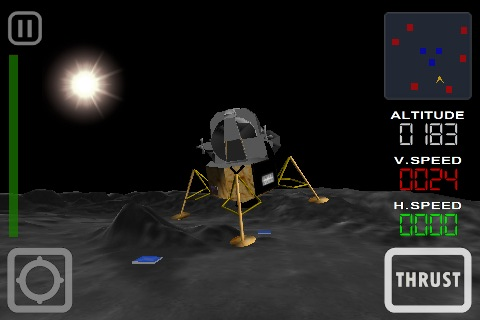 ALTITUDE
0183
V.SPEED
0024
H.SPEED
0000
THRUST